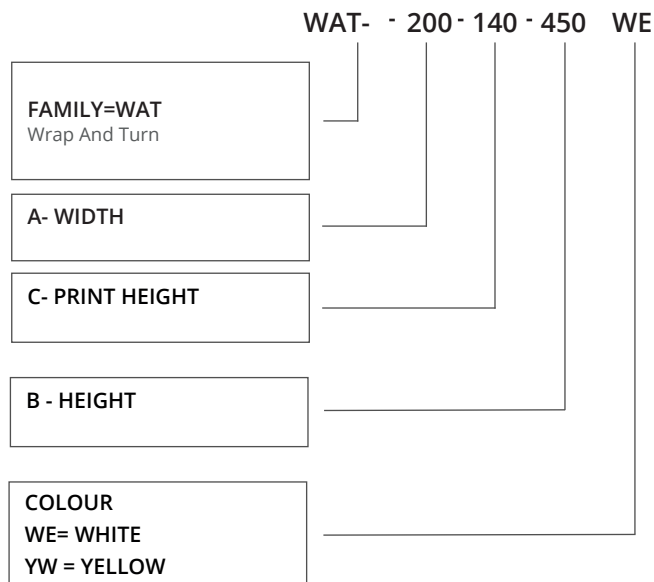 WAT- - 200 - 140 - 450 WE
FAMILY=WAT
Wrap And Turn
A- WIDTH
C- PRINT HEIGHT
B - HEIGHT
COLOUR
WE= WHITE
YW = YELLOW